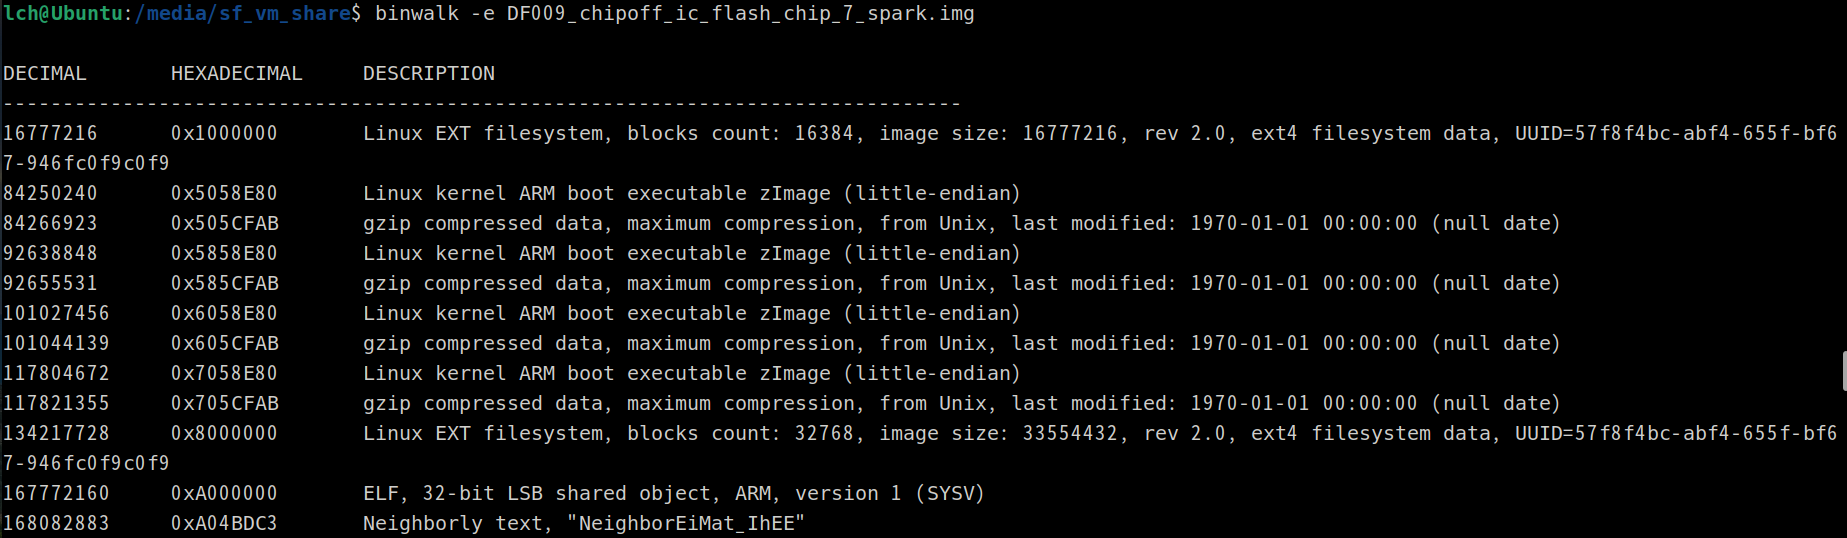 lch@Ubuntu:/media/sf_vm_share$ binwalk -e DF009_chipoff_ic_flash_chip_7_spark.img
DECIMAL       HEXADECIMAL     DESCRIPTION
--------------------------------------------------------------------------------
16777216      0x1000000       Linux EXT filesystem, blocks count: 16384, image size: 16777216, rev 2.0, ext4 filesystem data, UUID=57f8f4bc-abf4-655f-bf6
7-946fc0f9c0f9
84250240      0x5058E80       Linux kernel ARM boot executable zImage (little-endian)
84266923      0x505CFAB       gzip compressed data, maximum compression, from Unix, last modified: 1970-01-01 00:00:00 (null date)
92638848      0x5858E80       Linux kernel ARM boot executable zImage (little-endian)
92655531      0x585CFAB       gzip compressed data, maximum compression, from Unix, last modified: 1970-01-01 00:00:00 (null date)
101027456     0x6058E80       Linux kernel ARM boot executable zImage (little-endian)
101044139     0x605CFAB       gzip compressed data, maximum compression, from Unix, last modified: 1970-01-01 00:00:00 (null date)
117804672     0x7058E80       Linux kernel ARM boot executable zImage (little-endian)
117821355     0x705CFAB       gzip compressed data, maximum compression, from Unix, last modified: 1970-01-01 00:00:00 (null date)
134217728     0x8000000       Linux EXT filesystem, blocks count: 32768, image size: 33554432, rev 2.0, ext4 filesystem data, UUID=57f8f4bc-abf4-655f-bf6
7-946fc0f9c0f9
167772160     0xA000000       ELF, 32-bit LSB shared object, ARM, version 1 (SYSV)
168082883     0xA04BDC3       Neighborly text, "NeighborEiMat_IhEE"